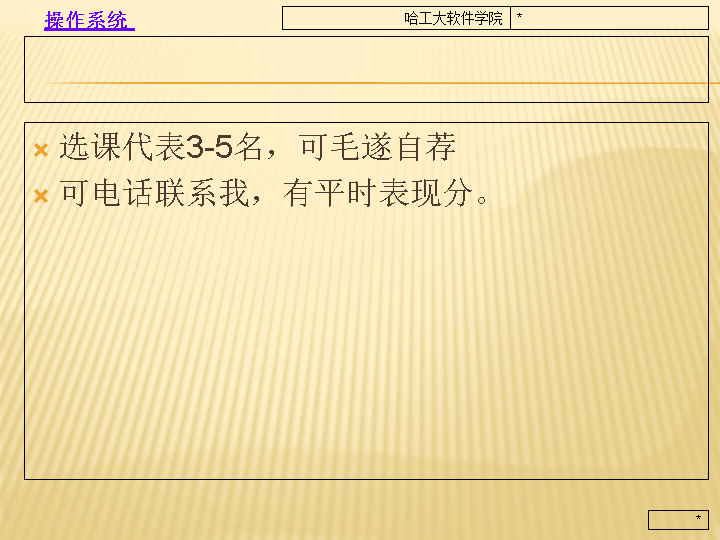 操作系统
哈工大软件学院 *
选课代表3-5名，可毛遂自荐
可电话联系我，有平时表现分。
*